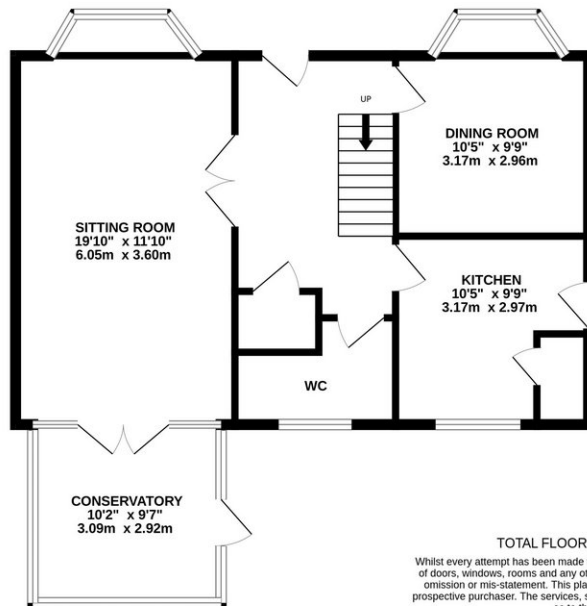 UP
DINING ROOM
10'5" x 9'9"
3.17m x 2.96m
SITTING ROOM
19'10" x 11'10"
6.05m x 3.60m
KITCHEN
10'5" x 9'9"
3.17m x 2.97m
WC
CONSERVATORY
10'2" x 9'7"
3.09m x 2.92m
TOTAL FLOOR
Whilst every attempt has been made
of doors, windows, rooms and any
omission or mis-statement. This
prospective purchaser. The services,